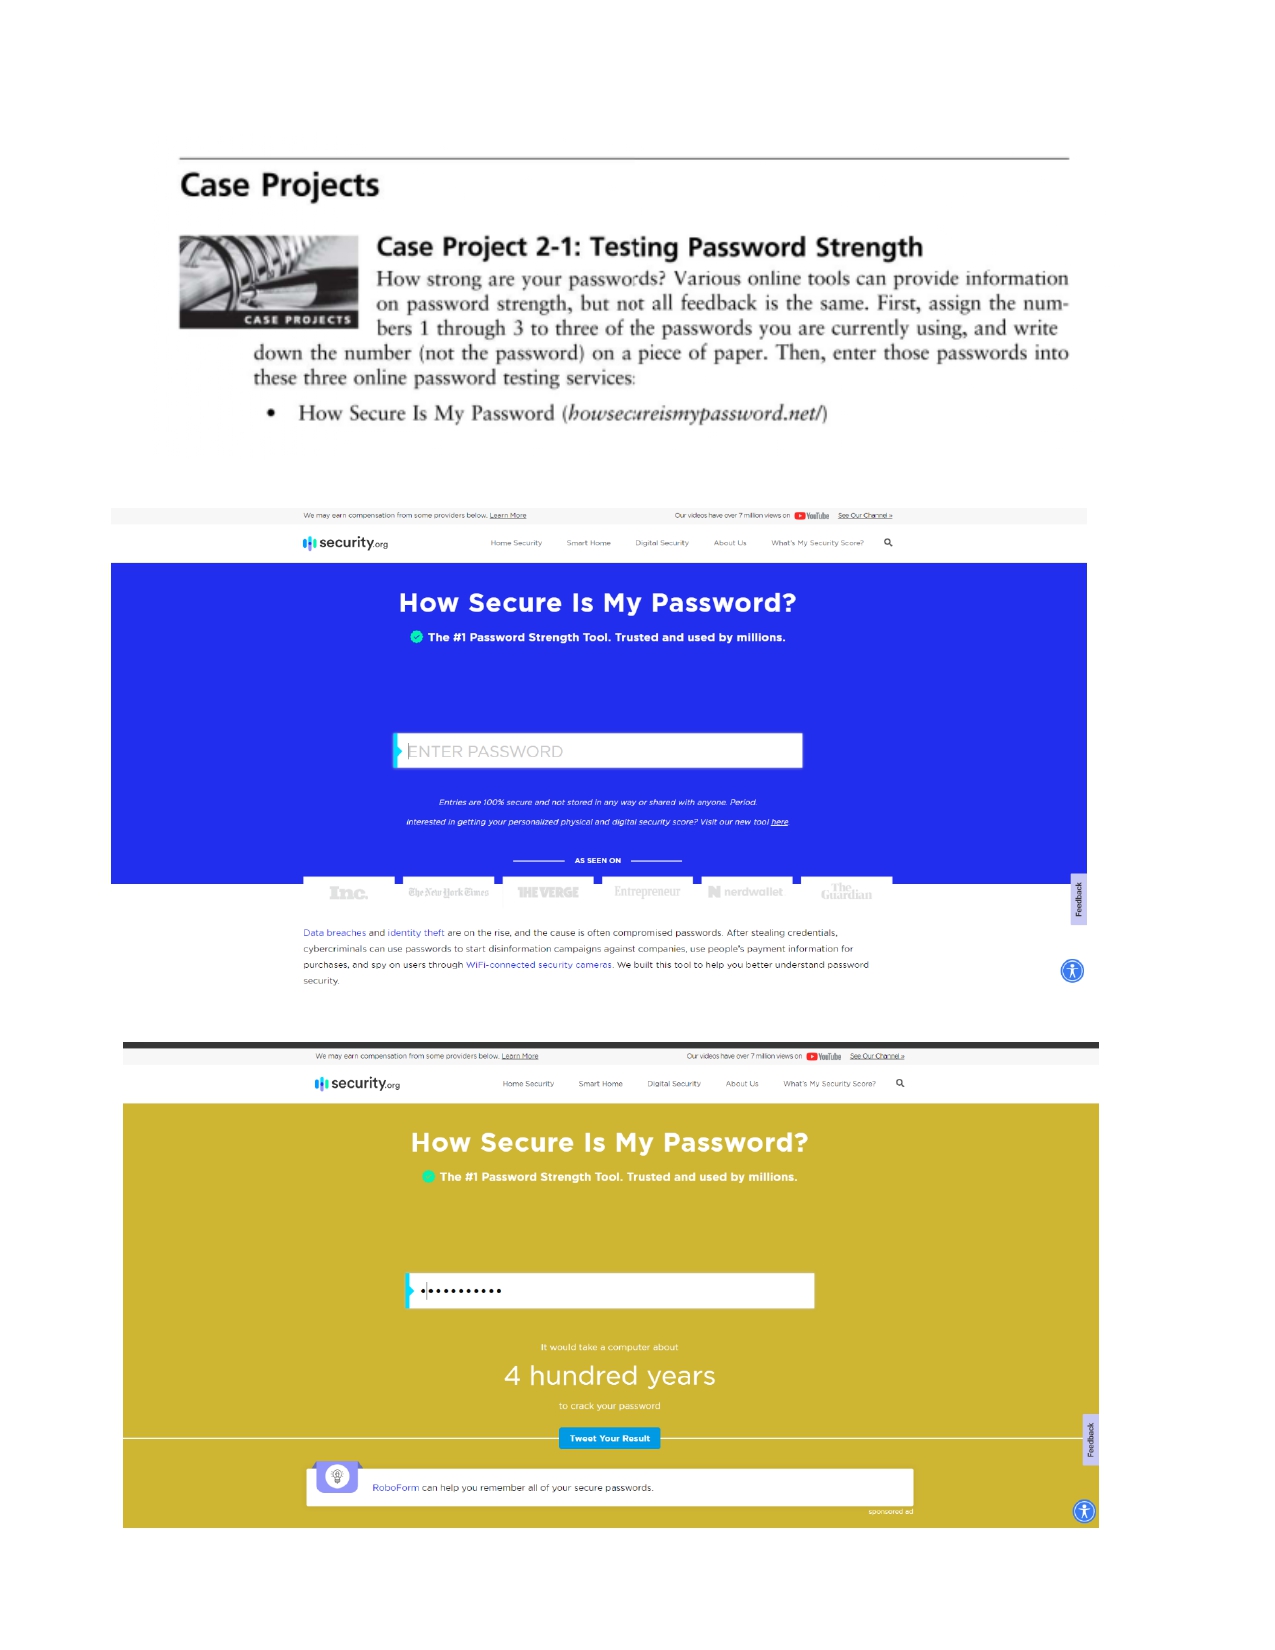 Case Projects
CASE PROJECTS
Case Project 2-1: Testing Password Strength
How strong are your passwords? Various online tools can provide information
on password strength, but not all feedback is the same. First, assign the num-
bers 1 through 3 to three of the passwords you are currently using, and write
down the number (not the password) on a piece of paper. Then, enter those passwords into
these three online password testing services:
• How Secure Is My Password (howsecureismypassword.net/)
We may earn compensation from some providers below. Learn More
Our videos have over 7 million views on YouTube See Our Channel »
security.org
Home Security Smart Home Digital Security About Us What's My Security Score?
How Secure Is My Password?
The #1 Password Strength Tool. Trusted and used by millions.
ENTER PASSWORD
Entries are 100% secure and not stored in any way or shared with anyone. Period.
Interested in getting your personalized physical and digital security score? Visit our new tool here.
AS SEEN ON
Inc. The New York Times THE VERGE Entrepreneur nerdwallet The Guardian
Feedback
Data breaches and identity theft are on the rise, and the cause is often compromised passwords. After stealing credentials,
cybercriminals can use passwords to start disinformation campaigns against companies, use people's payment information for
purchases, and spy on users through WiFi-connected security cameras. We built this tool to help you better understand password
security.
We may earn compensation from some providers below. Learn More
Our videos have over 7 million views on YouTube See Our Channel »
security.org
Home Security Smart Home Digital Security About Us What's My Security Score?
How Secure Is My Password?
The #1 Password Strength Tool. Trusted and used by millions.
•••••••••••
It would take a computer about
4 hundred years
to crack your password
Tweet Your Result
Feedback
RoboForm can help you remember all of your secure passwords.
sponsored ad